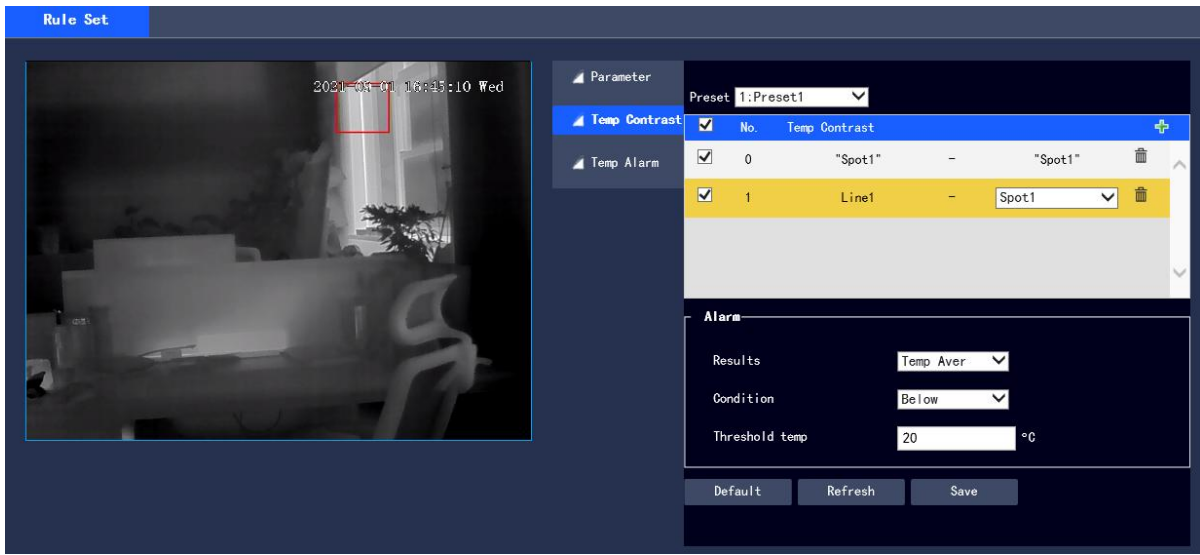 Rule Set
2021-09-01 16:45:10 Wed
Parameter
Temp Contrast
Temp Alarm
Preset 1:Preset1
No. Temp Contrast
0 "Spot1" - "Spot1"
1 Line1 - Spot1
Alarm
Results Temp Aver
Condition Below
Threshold temp 20 °C
Default Refresh Save